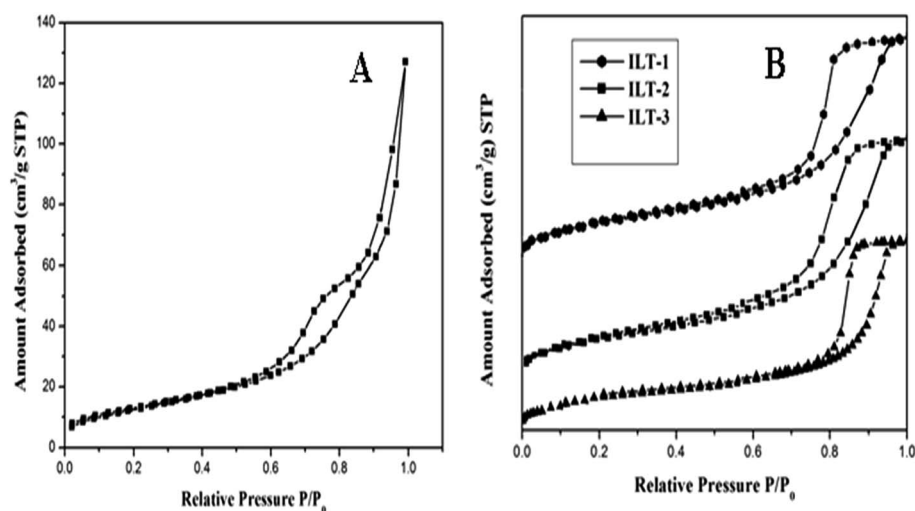 A
Amount Adsorbed (cm³/g STP)
140
120
100
80
60
40
20
0
0.0 0.2 0.4 0.6 0.8 1.0
Relative Pressure P/P₀
B
ILT-1
ILT-2
ILT-3
Amount Adsorbed (cm³/g) STP
0.0 0.2 0.4 0.6 0.8 1.0
Relative Pressure P/P₀